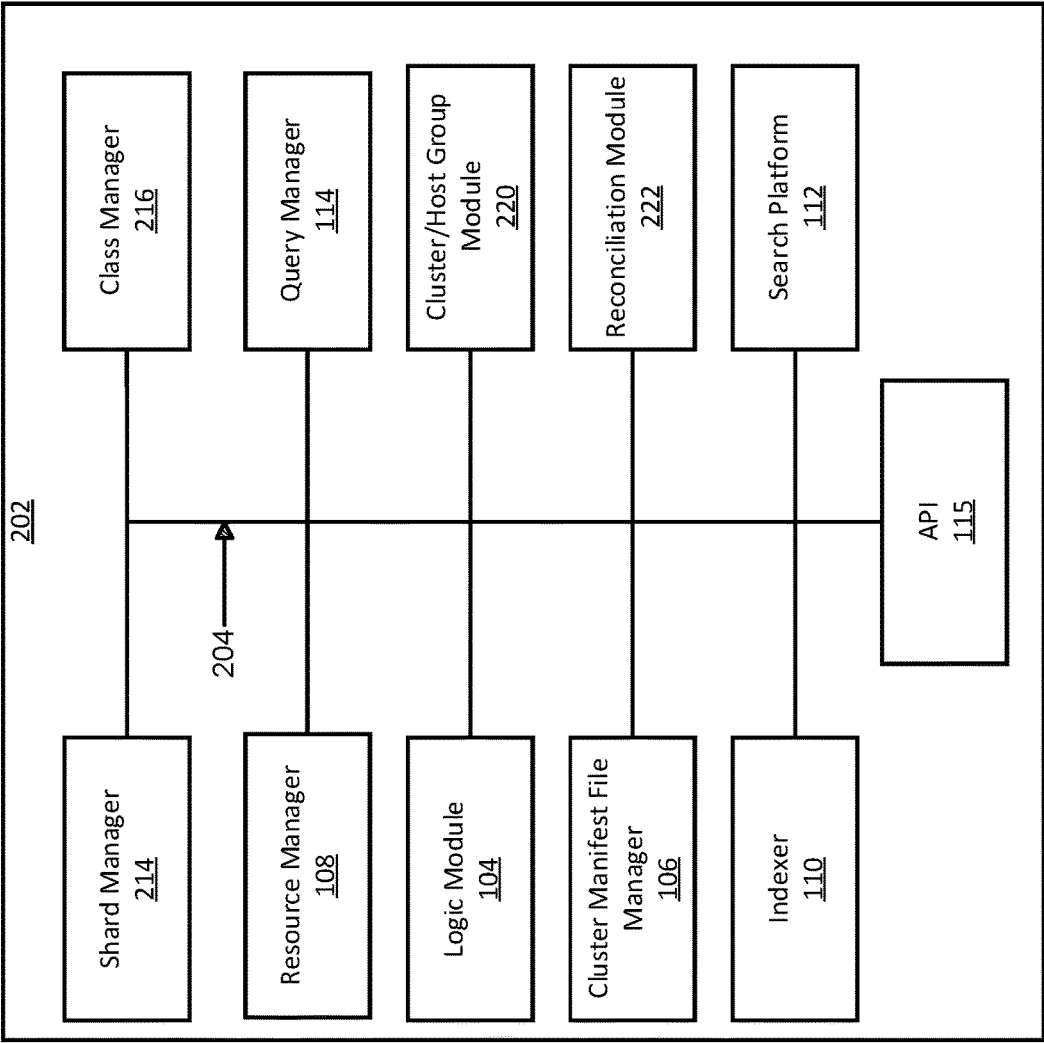 202
Shard Manager
214
Class Manager
216
204
Resource Manager
108
Query Manager
114
Logic Module
104
Cluster/Host Group
Module
220
Cluster Manifest File
Manager
106
Reconciliation Module
222
Indexer
110
Search Platform
112
API
115